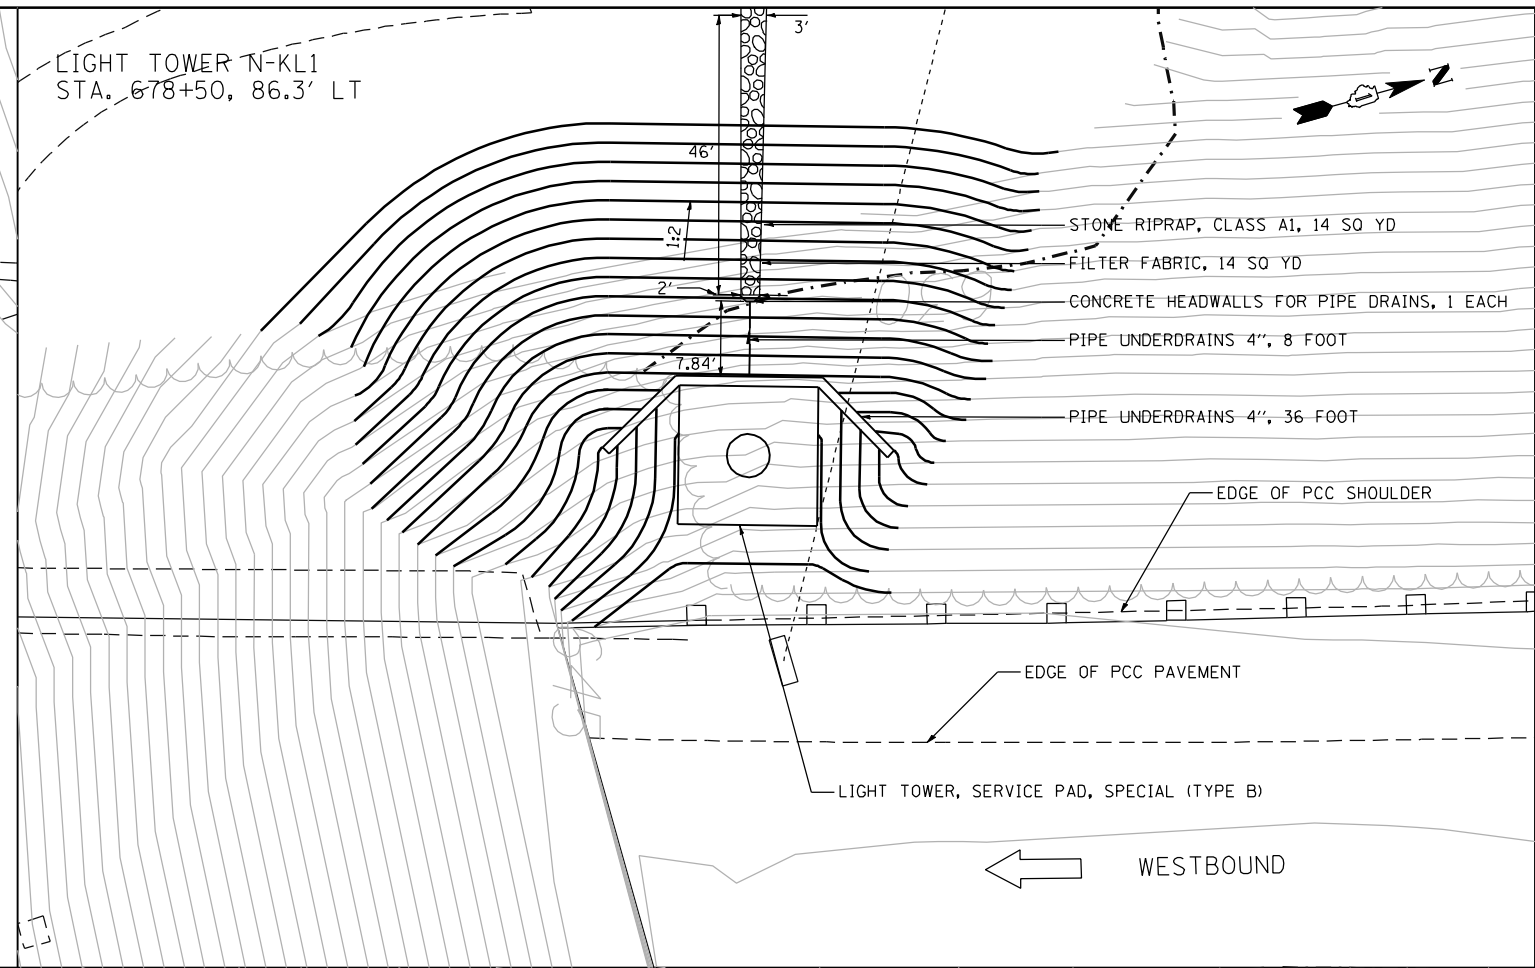 LIGHT TOWER N-KL1
STA. 678+50, 86.3' LT
3'
N
46'
1:2
STONE RIPRAP, CLASS A1, 14 SQ YD
FILTER FABRIC, 14 SQ YD
2'
CONCRETE HEADWALLS FOR PIPE DRAINS, 1 EACH
PIPE UNDERDRAINS 4", 8 FOOT
7.84'
PIPE UNDERDRAINS 4", 36 FOOT
EDGE OF PCC SHOULDER
EDGE OF PCC PAVEMENT
LIGHT TOWER, SERVICE PAD, SPECIAL (TYPE B)
WESTBOUND